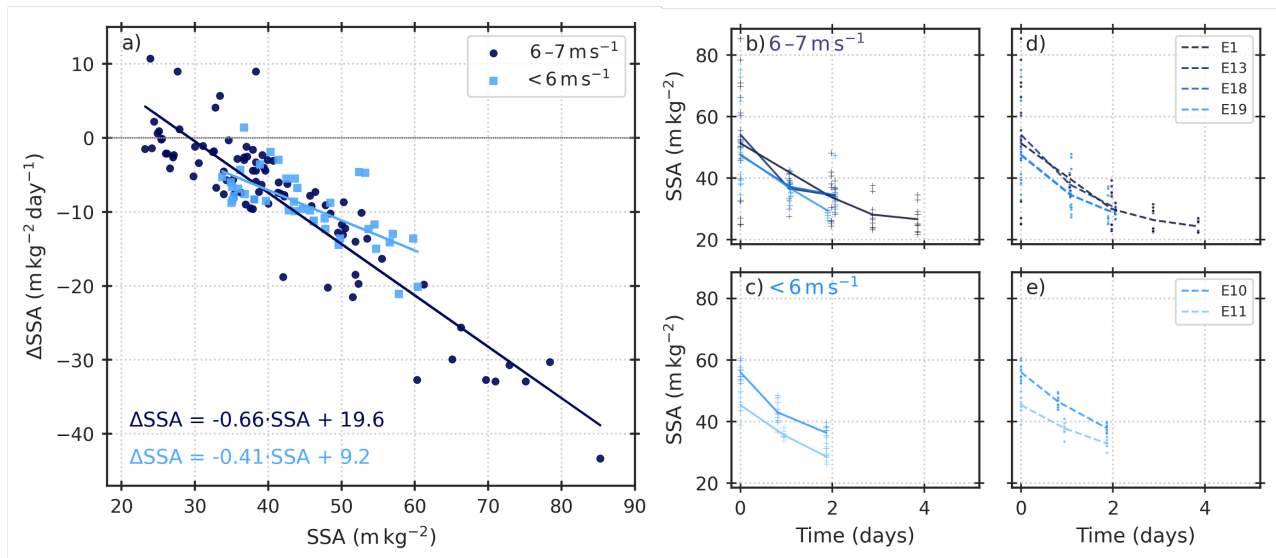 a)
6–7 m s⁻¹
< 6 m s⁻¹
10
0
−10
−20
−30
−40
ΔSSA (m kg⁻² day⁻¹)
ΔSSA = -0.66·SSA + 19.6
ΔSSA = -0.41·SSA + 9.2
20 30 40 50 60 70 80 90
SSA (m kg⁻²)
b) 6–7 m s⁻¹
80
60
40
20
SSA (m kg⁻²)
d)
E1
E13
E18
E19
c) < 6 m s⁻¹
80
60
40
20
SSA (m kg⁻²)
0 2 4
Time (days)
e)
E10
E11
0 2 4
Time (days)